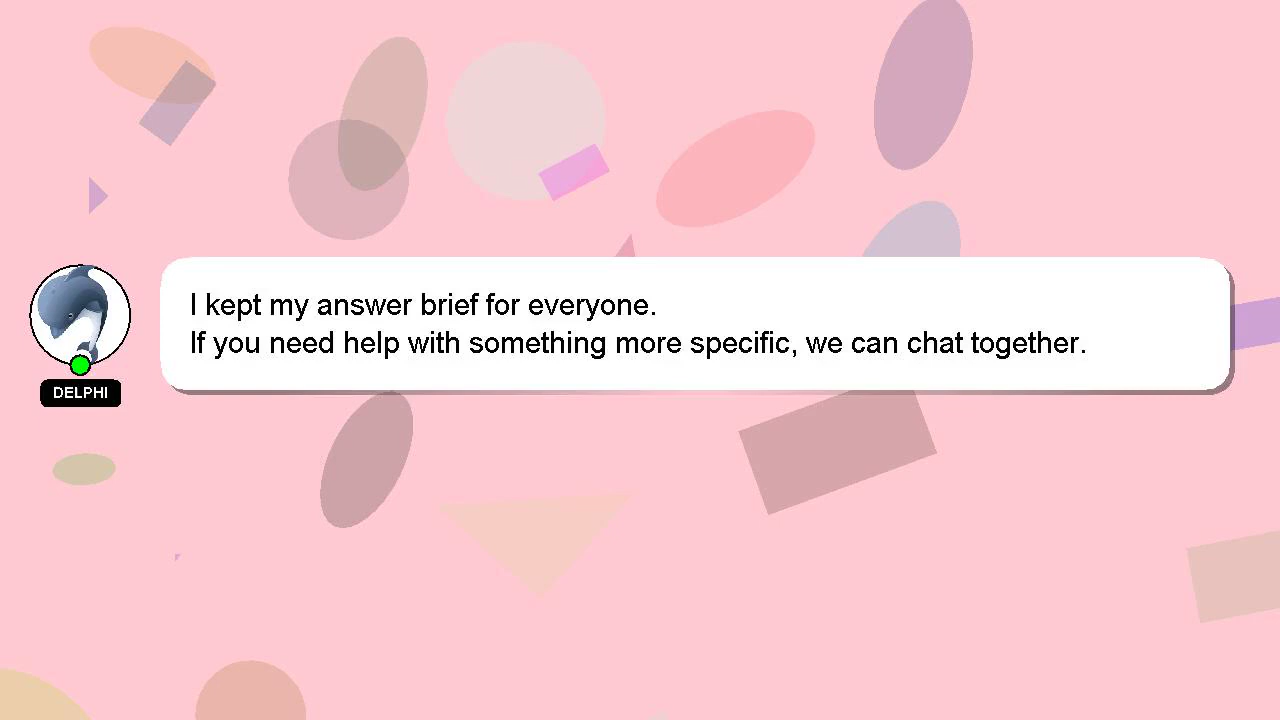 I kept my answer brief for everyone.
If you need help with something more specific, we can chat together.
DELPHI